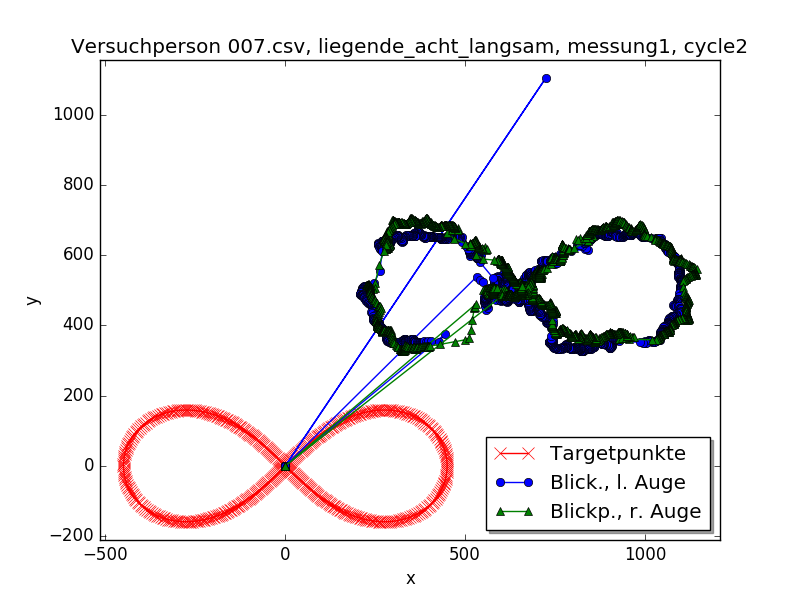 Versuchperson 007.csv, liegende_acht_langsam, messung1, cycle2
1000
800
600
400
200
0
−200
y
−500
0
500
1000
x
Targetpunkte
Blick., l. Auge
Blickp., r. Auge